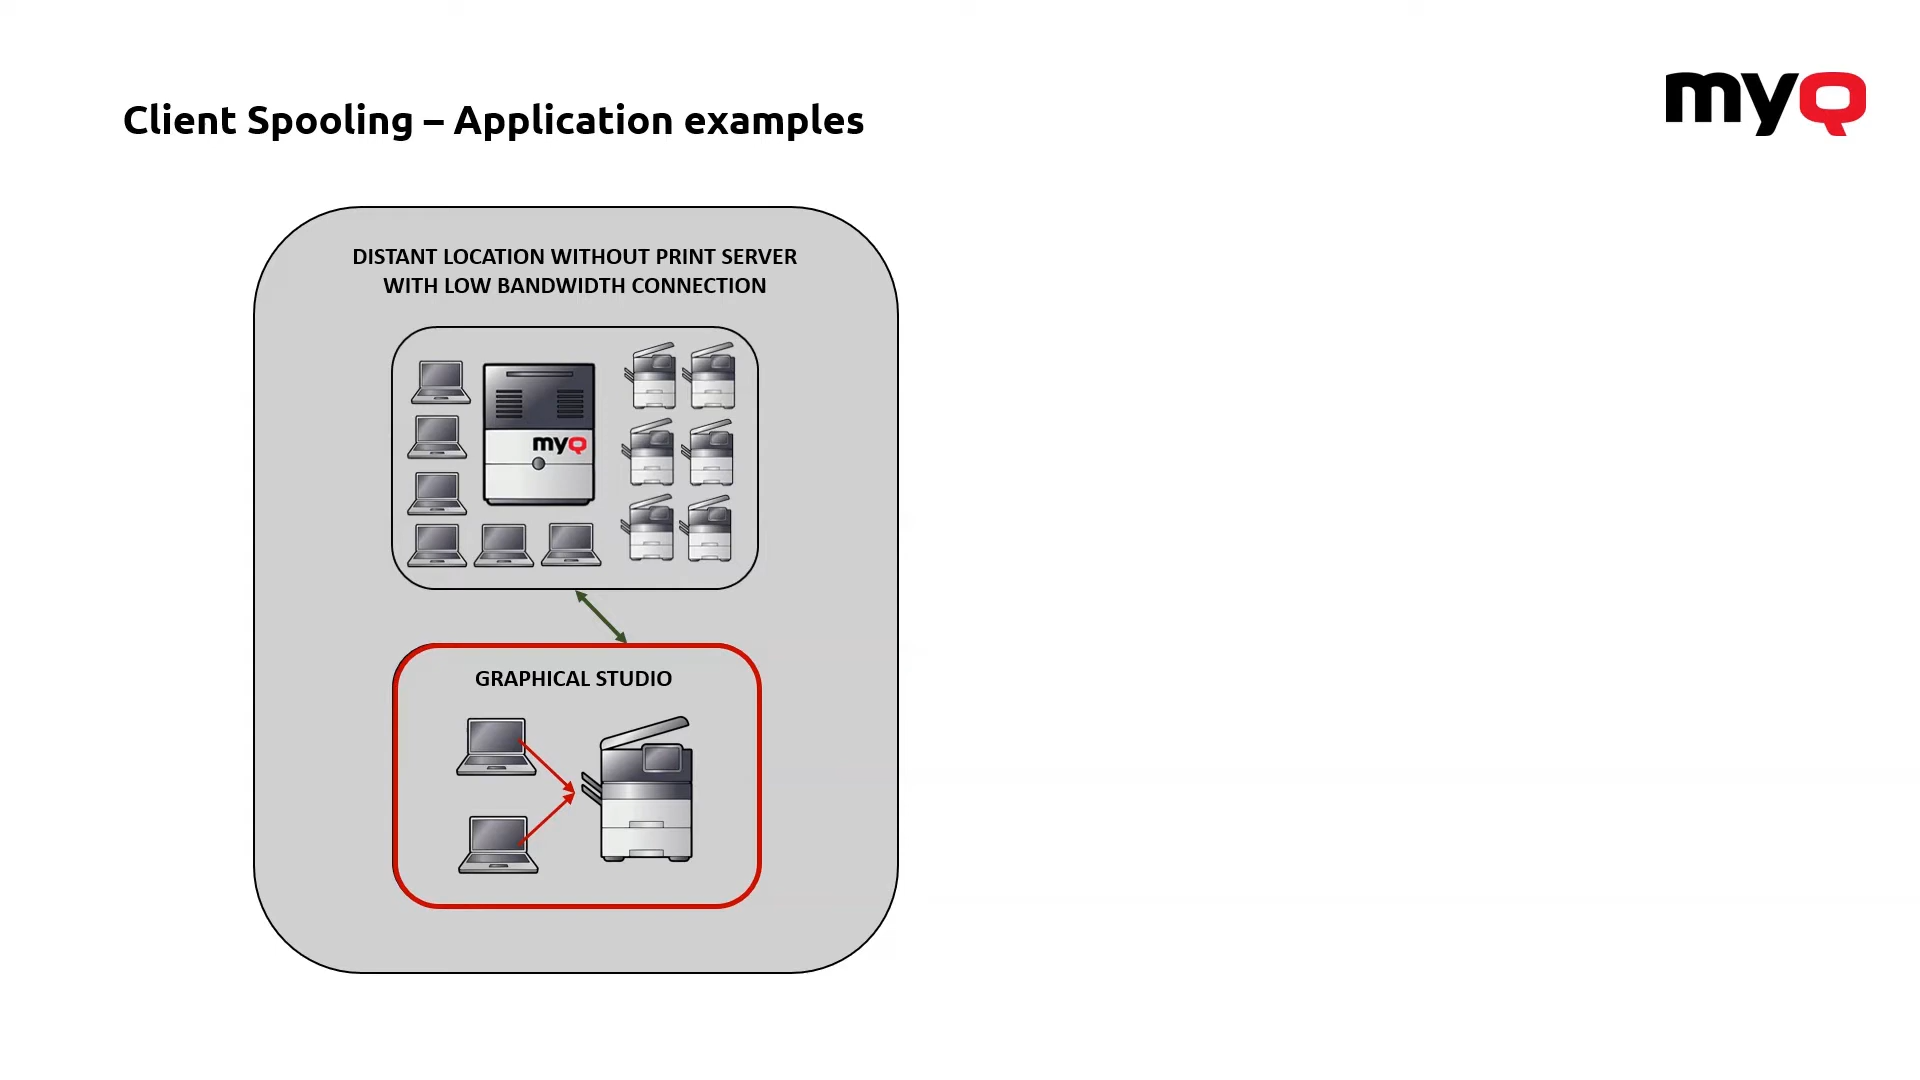 Client Spooling – Application examples
myQ
DISTANT LOCATION WITHOUT PRINT SERVER
WITH LOW BANDWIDTH CONNECTION
myQ
GRAPHICAL STUDIO